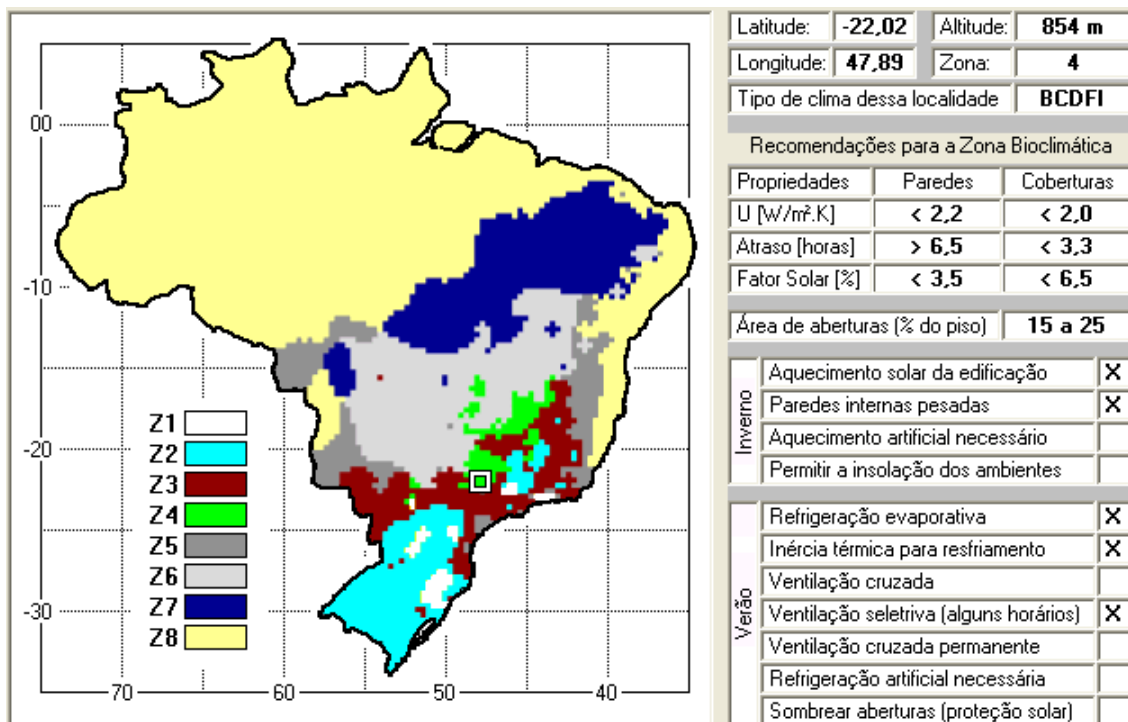 00
-10
-20
-30
70
60
50
40
Z1
Z2
Z3
Z4
Z5
Z6
Z7
Z8
Latitude: -22,02 Altitude: 854 m
Longitude: 47,89 Zona: 4
Tipo de clima dessa localidade BCDFI
Recomendações para a Zona Bioclimática
Propriedades Paredes Coberturas
U [W/m².K] < 2,2 < 2,0
Atraso [horas] > 6,5 < 3,3
Fator Solar [%] < 3,5 < 6,5
Área de aberturas (% do piso) 15 a 25
Inverno
Aquecimento solar da edificação X
Paredes internas pesadas X
Aquecimento artificial necessário
Permitir a insolação dos ambientes
Verão
Refrigeração evaporativa X
Inércia térmica para resfriamento X
Ventilação cruzada
Ventilação seletriva (alguns horários) X
Ventilação cruzada permanente
Refrigeração artificial necessária
Sombrear aberturas (proteção solar)